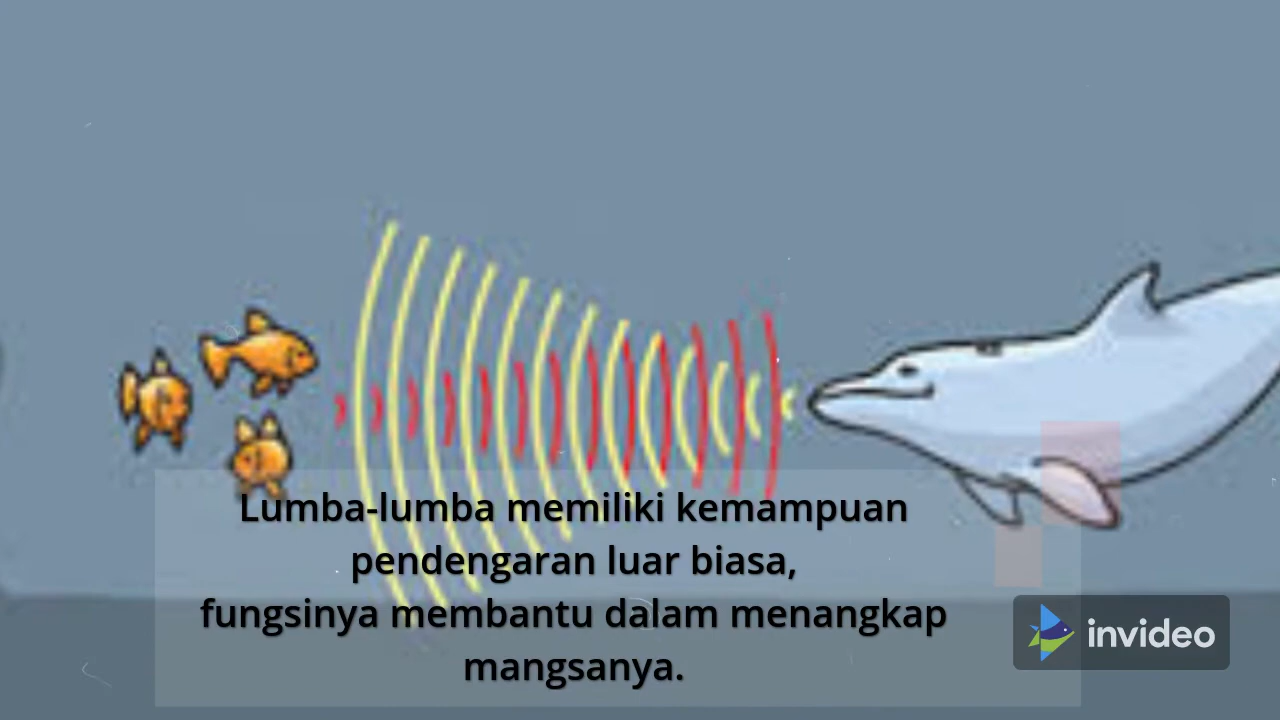 Lumba-lumba memiliki kemampuan
pendengaran luar biasa,
fungsinya membantu dalam menangkap
mangsanya.
invideo